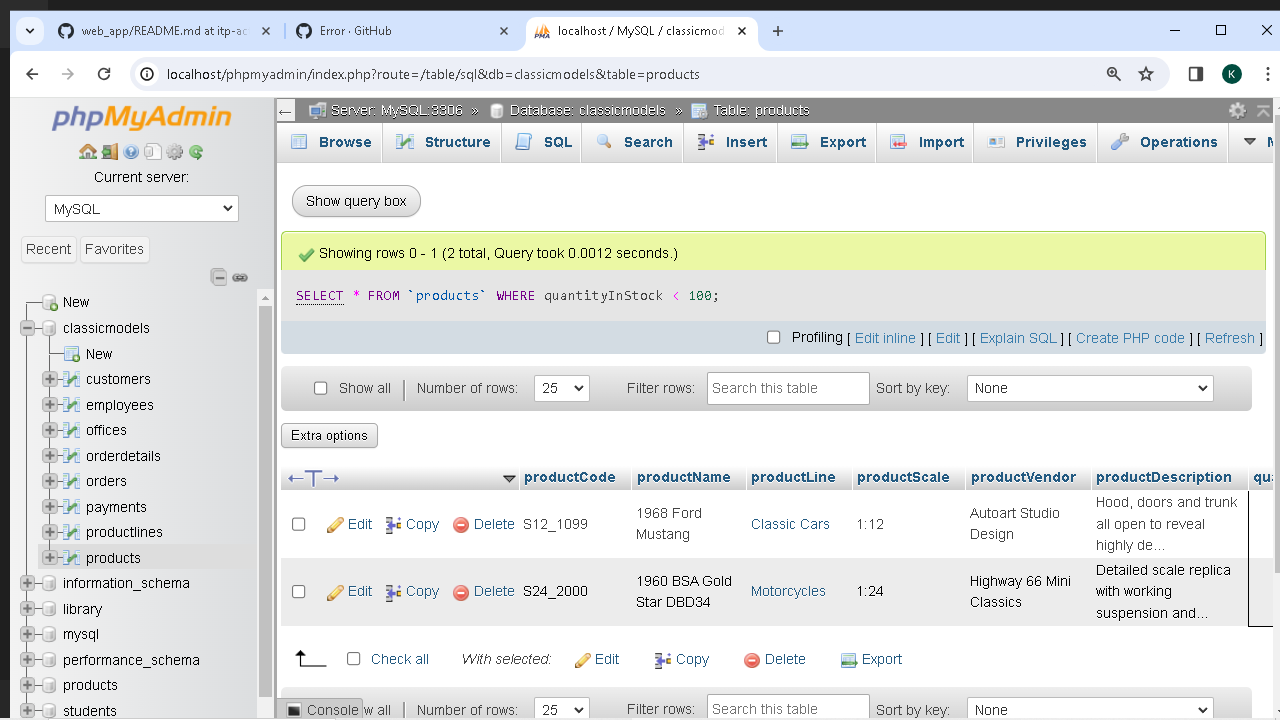 web_app/README.md at itp-ac
Error · GitHub
localhost / MySQL / classicmod
localhost/phpmyadmin/index.php?route=/table/sql&db=classicmodels&table=products
K
phpMyAdmin
Current server:
MySQL
Recent Favorites
New
classicmodels
New
customers
employees
offices
orderdetails
orders
payments
productlines
products
information_schema
library
mysql
performance_schema
products
students
Server: MySQL:3306 » Database: classicmodels » Table: products
Browse Structure SQL Search Insert Export Import Privileges Operations
Show query box
Showing rows 0 - 1 (2 total, Query took 0.0012 seconds.)
SELECT * FROM `products` WHERE quantityInStock < 100;
Profiling [ Edit inline ] [ Edit ] [ Explain SQL ] [ Create PHP code ] [ Refresh ]
Show all Number of rows: 25 Filter rows: Search this table Sort by key: None
Extra options
←T→ productCode productName productLine productScale productVendor productDescription qua
Edit Copy Delete S12_1099 1968 Ford Mustang Classic Cars 1:12 Autoart Studio Design Hood, doors and trunk all open to reveal highly de...
Edit Copy Delete S24_2000 1960 BSA Gold Star DBD34 Motorcycles 1:24 Highway 66 Mini Classics Detailed scale replica with working suspension and...
Check all With selected: Edit Copy Delete Export
Console w all Number of rows: 25 Filter rows: Search this table Sort by key: None